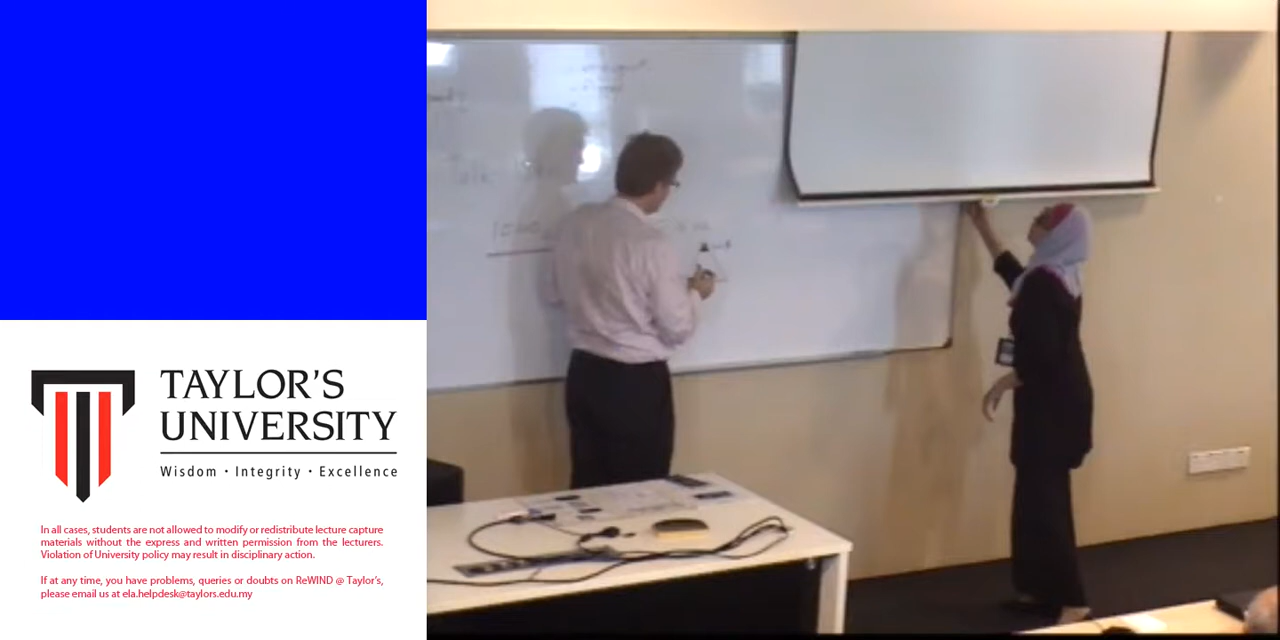 TAYLOR'S
UNIVERSITY
Wisdom · Integrity · Excellence
In all cases, students are not allowed to modify or redistribute lecture capture
materials without the express and written permission from the lecturers.
Violation of University policy may result in disciplinary action.
If at any time, you have problems, queries or doubts on ReWIND @ Taylor's,
please email us at ela.helpdesk@taylors.edu.my